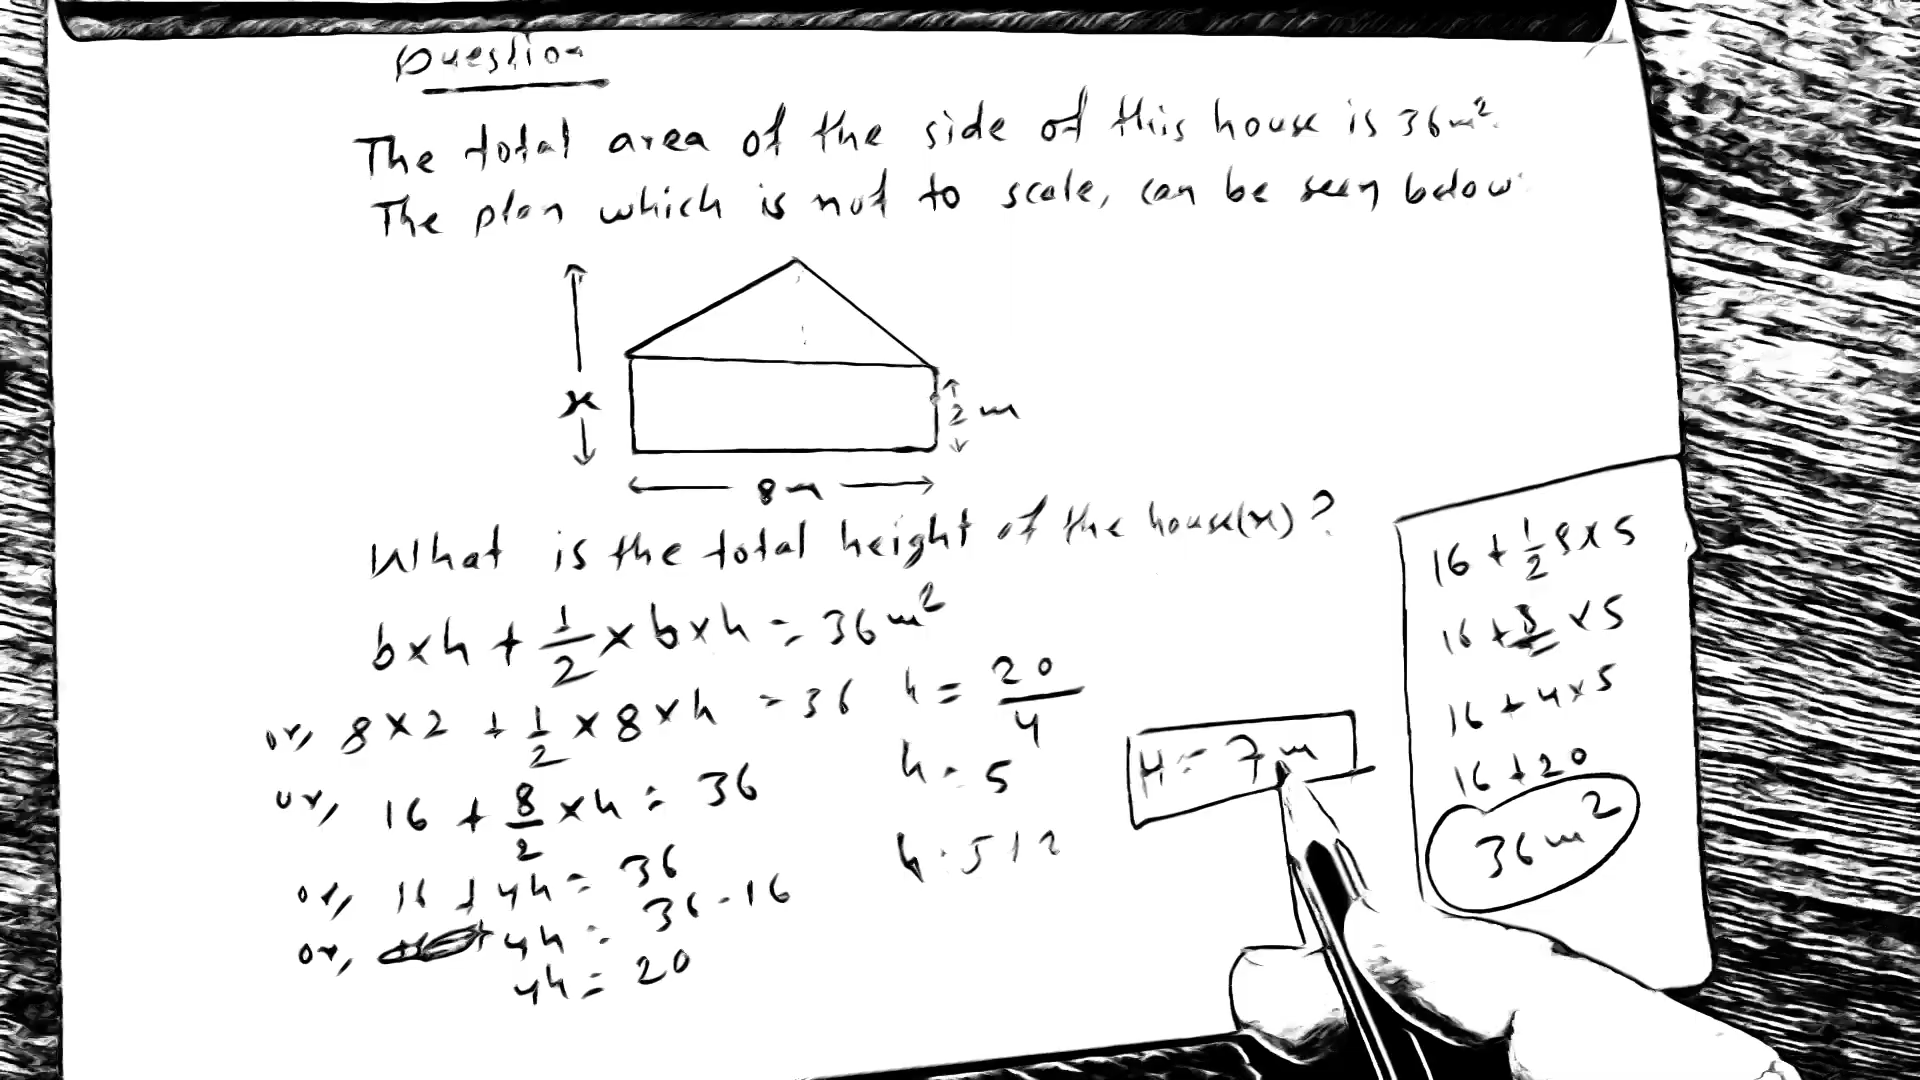 Question
The total area of the side of this house is 36m².
The plan which is not to scale, can be seen below.
x
2 m
8 m
What is the total height of the house(x)?
b×h + 1/2 × b×h = 36m²
or, 8×2 + 1/2 × 8×h = 36
or, 16 + 8/2 ×h = 36
or, 16 + 4h = 36
or, 4h = 36-16
4h = 20
h = 20/4
h = 5
h = 5+2
H = 7m
16 + 1/2 8×5
16 + 8/2 ×5
16 + 4×5
16 + 20
36m²